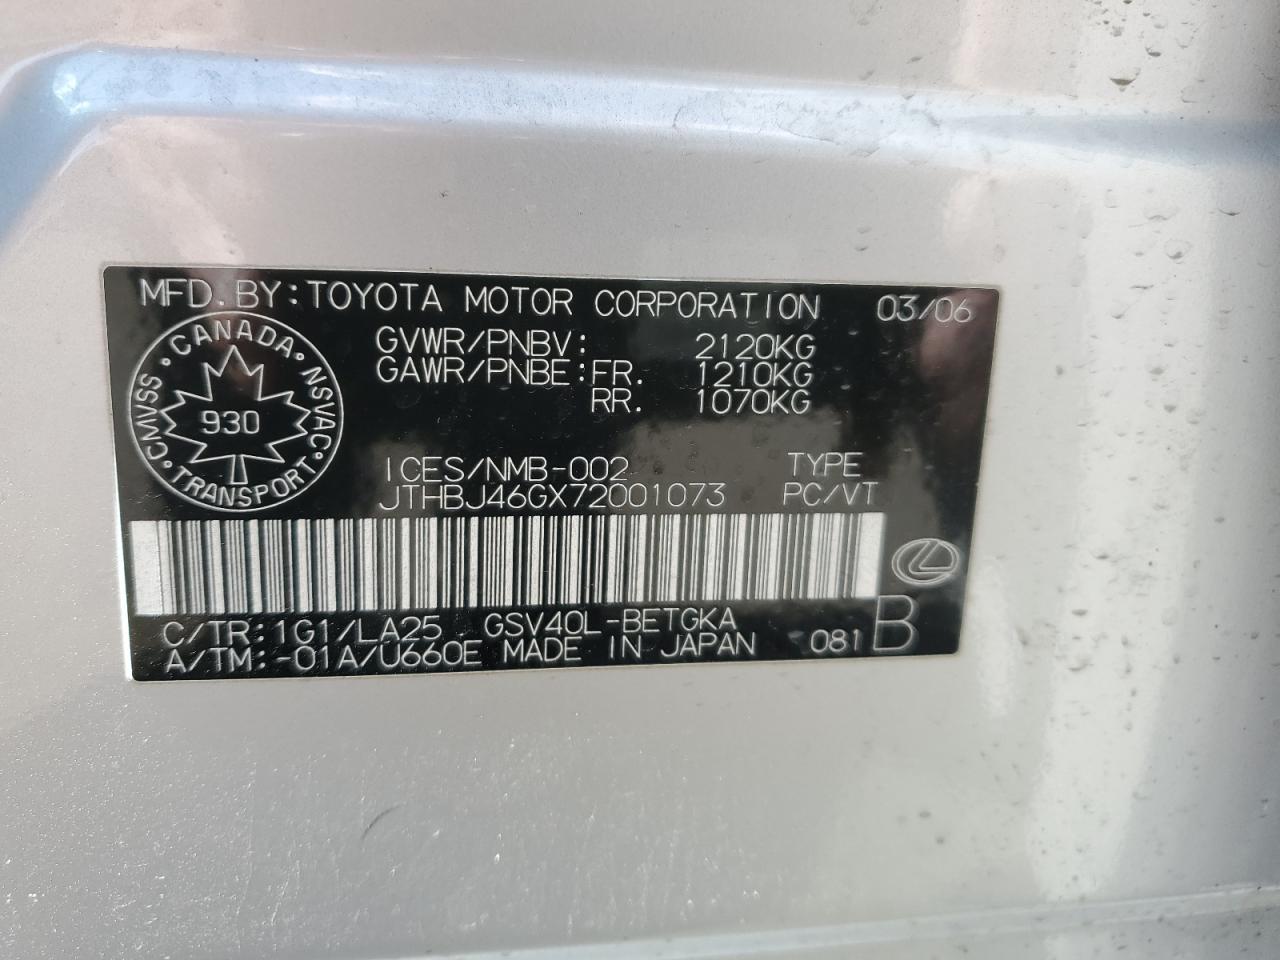 MFD. BY: TOYOTA MOTOR CORPORATION 03/06
GVWR/PNBV: 2120KG
GAWR/PNBE: FR. 1210KG
RR. 1070KG
CANADA
CMVSS · NSVAC
930
TRANSPORT
ICES/NMB-002 TYPE
JTHBJ46GX72001073 PC/VT
C/TR: 1G1/LA25 GSV40L-BETGKA
A/TM: -01A/U660E MADE IN JAPAN 081 B